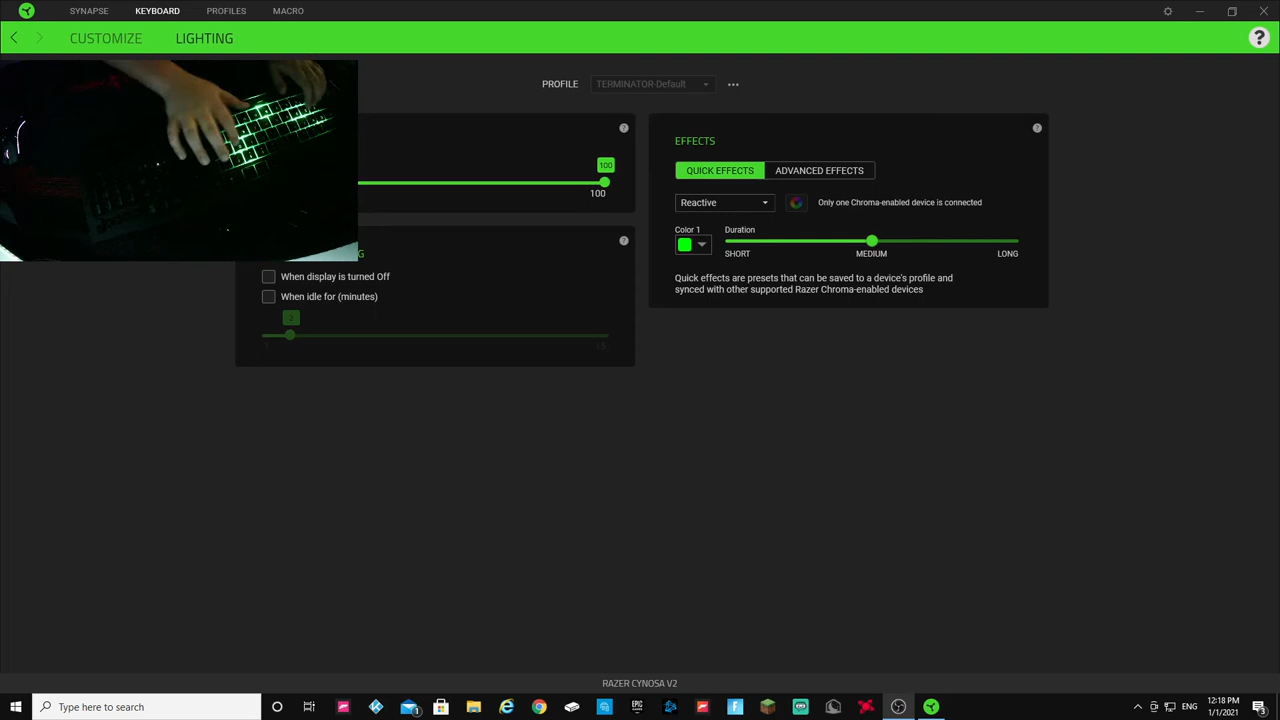 SYNAPSE KEYBOARD PROFILES MACRO
CUSTOMIZE LIGHTING
PROFILE TERMINATOR-Default
100
100
G
When display is turned Off
When idle for (minutes)
2
EFFECTS
QUICK EFFECTS ADVANCED EFFECTS
Reactive Only one Chroma-enabled device is connected
Color 1 Duration
SHORT MEDIUM LONG
Quick effects are presets that can be saved to a device's profile and
synced with other supported Razer Chroma-enabled devices
RAZER CYNOSA V2
Type here to search
EPIC
ENG
12:18 PM
1/1/2021